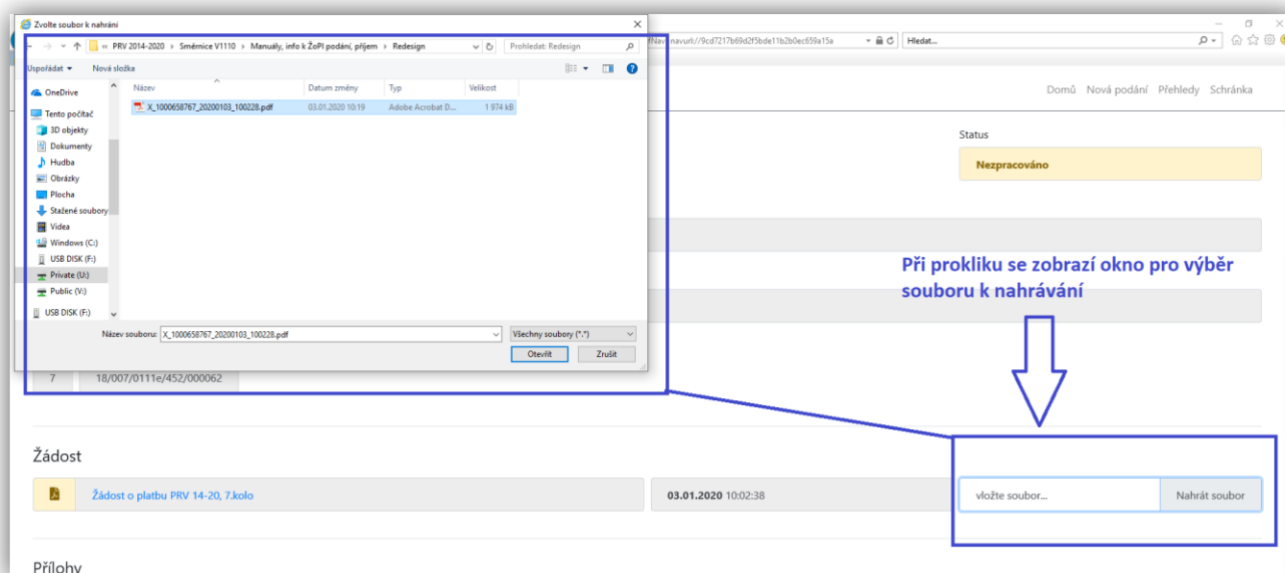 Zvolte soubor k nahrání
« PRV 2014-2020 › Směrnice V1110 › Manuály, info k ŽoPI podání, příjem › Redesign
Prohledat: Redesign
navurl://9cd7217b69d2f5bde11b2b0ec659a15a
Hledat...
Uspořádat
Nová složka
Název
Datum změny
Typ
Velikost
X_1000658767_20200103_100228.pdf
03.01.2020 10:19
Adobe Acrobat D...
1 974 kB
OneDrive
Tento počítač
3D objekty
Dokumenty
Hudba
Obrázky
Plocha
Stažené soubory
Videa
Windows (C:)
USB DISK (F:)
Private (U:)
Public (V:)
USB DISK (F:)
Název souboru:
X_1000658767_20200103_100228.pdf
Všechny soubory (*.*)
Otevřít
Zrušit
Domů Nová podání Přehledy Schránka
Status
Nezpracováno
Při prokliku se zobrazí okno pro výběr
souboru k nahrávání
7 18/007/0111e/452/000062
Žádost
Žádost o platbu PRV 14-20, 7.kolo
03.01.2020 10:02:38
vložte soubor...
Nahrát soubor
Přílohy